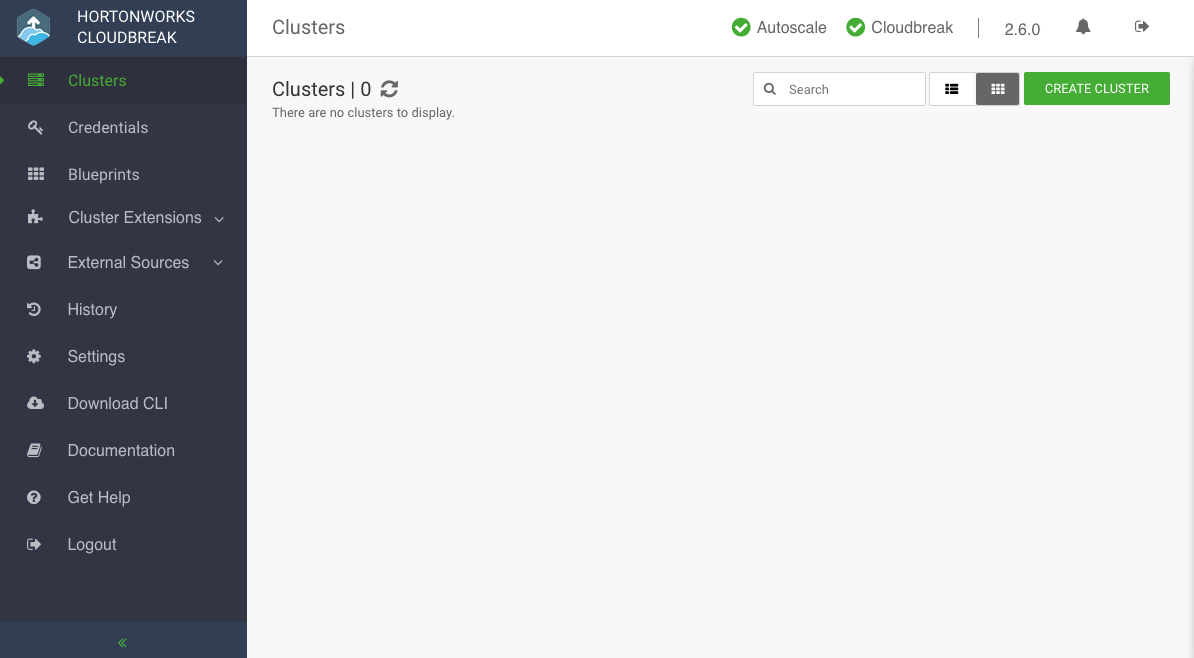 HORTONWORKS
CLOUDBREAK
Clusters
Credentials
Blueprints
Cluster Extensions
External Sources
History
Settings
Download CLI
Documentation
Get Help
Logout
Clusters
Autoscale
Cloudbreak
2.6.0
Clusters | 0
There are no clusters to display.
Search
CREATE CLUSTER